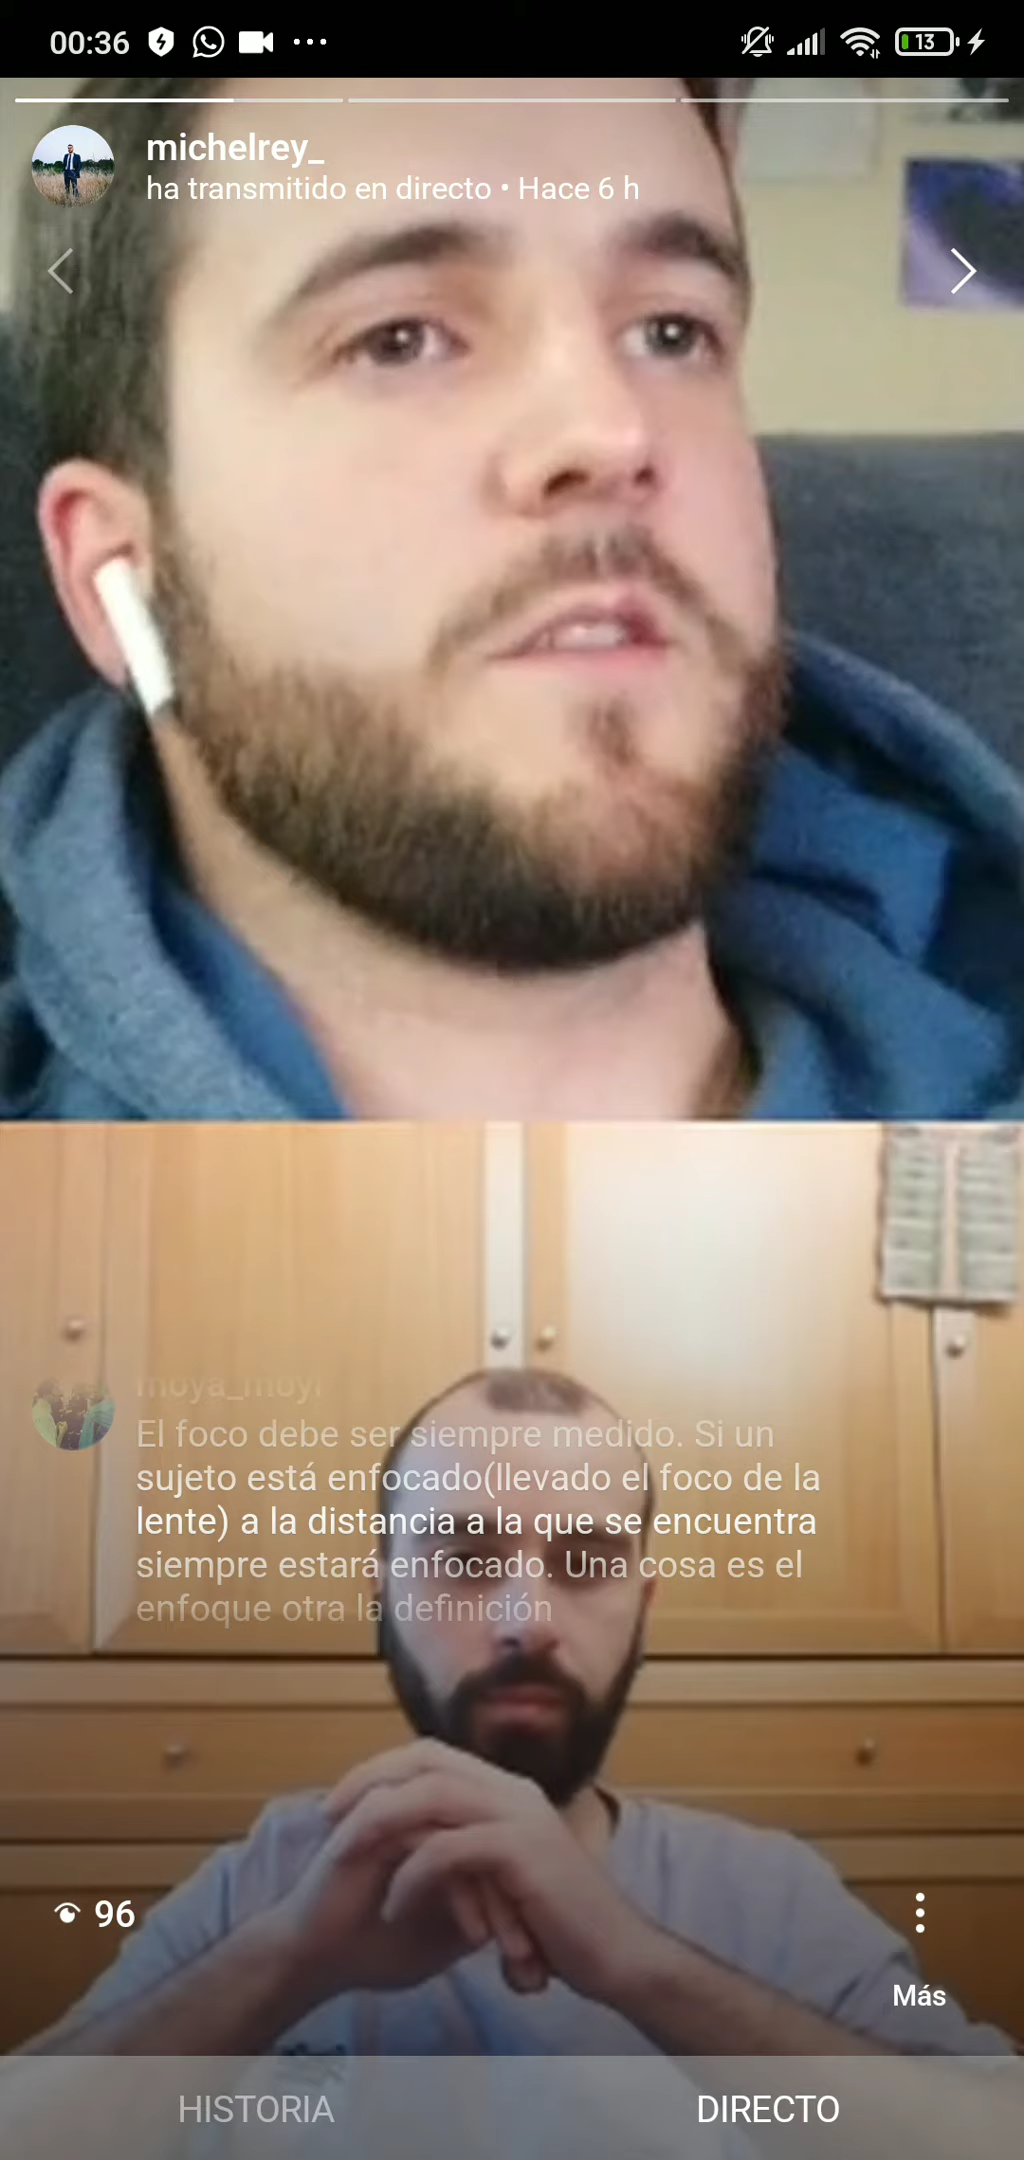 00:36
13
michelrey_
ha transmitido en directo • Hace 6 h
moya_moyi
El foco debe ser siempre medido. Si un
sujeto está enfocado(llevado el foco de la
lente) a la distancia a la que se encuentra
siempre estará enfocado. Una cosa es el
enfoque otra la definición
96
Más
HISTORIA
DIRECTO